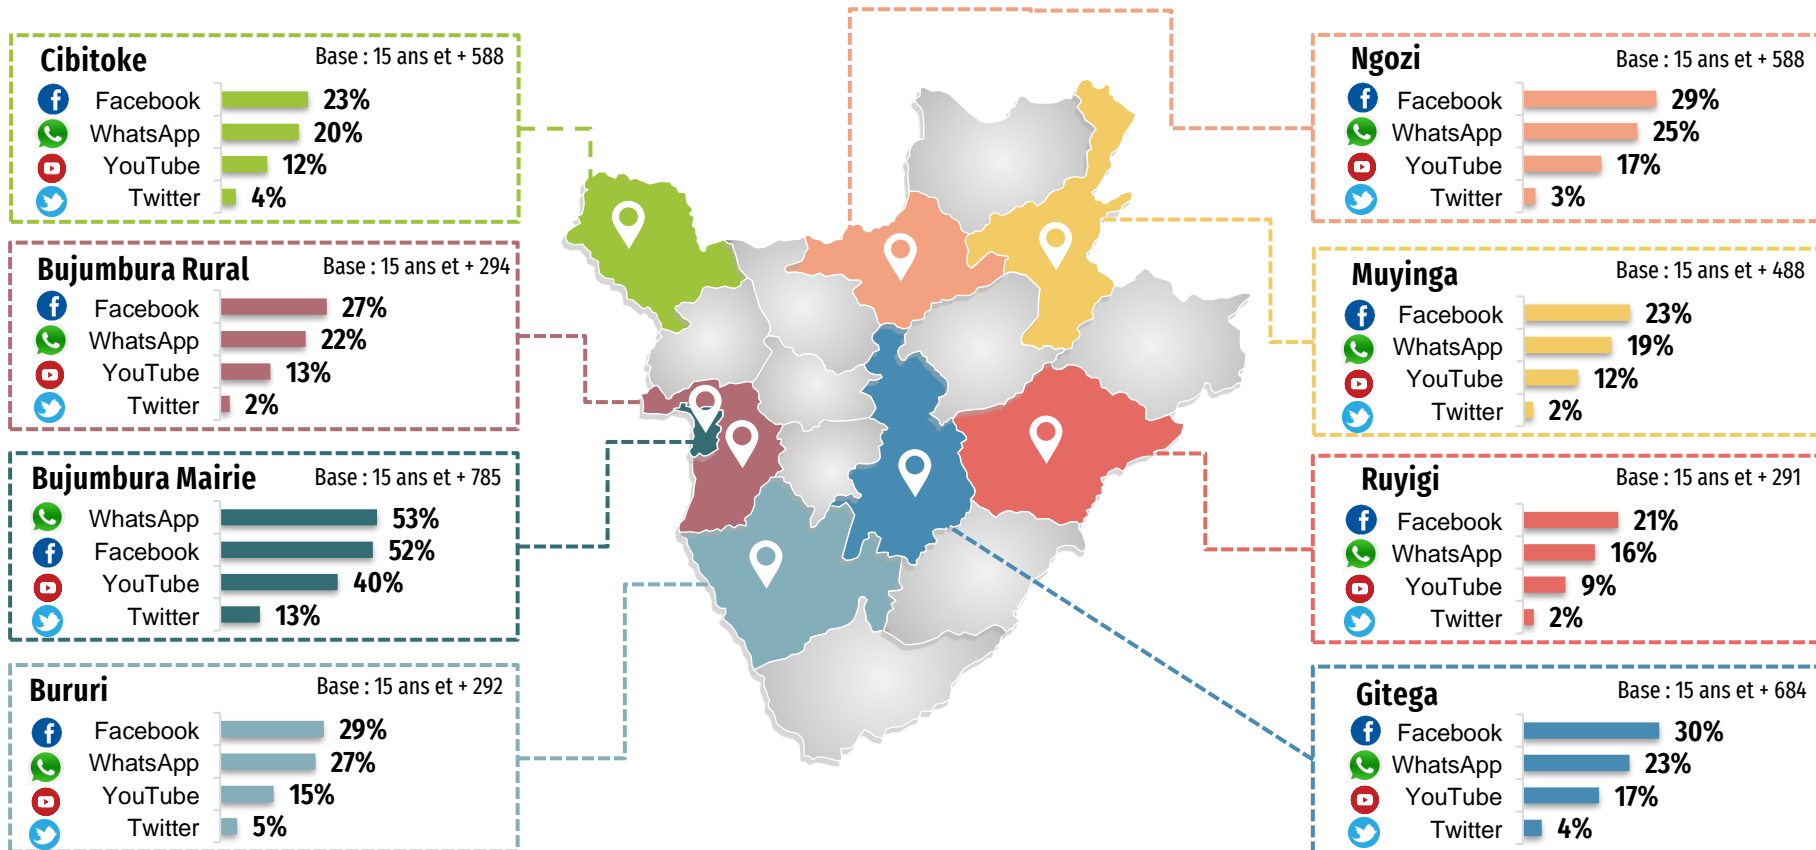 Cibitoke
Base : 15 ans et + 588
Facebook 23%
WhatsApp 20%
YouTube 12%
Twitter 4%
Bujumbura Rural
Base : 15 ans et + 294
Facebook 27%
WhatsApp 22%
YouTube 13%
Twitter 2%
Bujumbura Mairie
Base : 15 ans et + 785
WhatsApp 53%
Facebook 52%
YouTube 40%
Twitter 13%
Bururi
Base : 15 ans et + 292
Facebook 29%
WhatsApp 27%
YouTube 15%
Twitter 5%
Ngozi
Base : 15 ans et + 588
Facebook 29%
WhatsApp 25%
YouTube 17%
Twitter 3%
Muyinga
Base : 15 ans et + 488
Facebook 23%
WhatsApp 19%
YouTube 12%
Twitter 2%
Ruyigi
Base : 15 ans et + 291
Facebook 21%
WhatsApp 16%
YouTube 9%
Twitter 2%
Gitega
Base : 15 ans et + 684
Facebook 30%
WhatsApp 23%
YouTube 17%
Twitter 4%